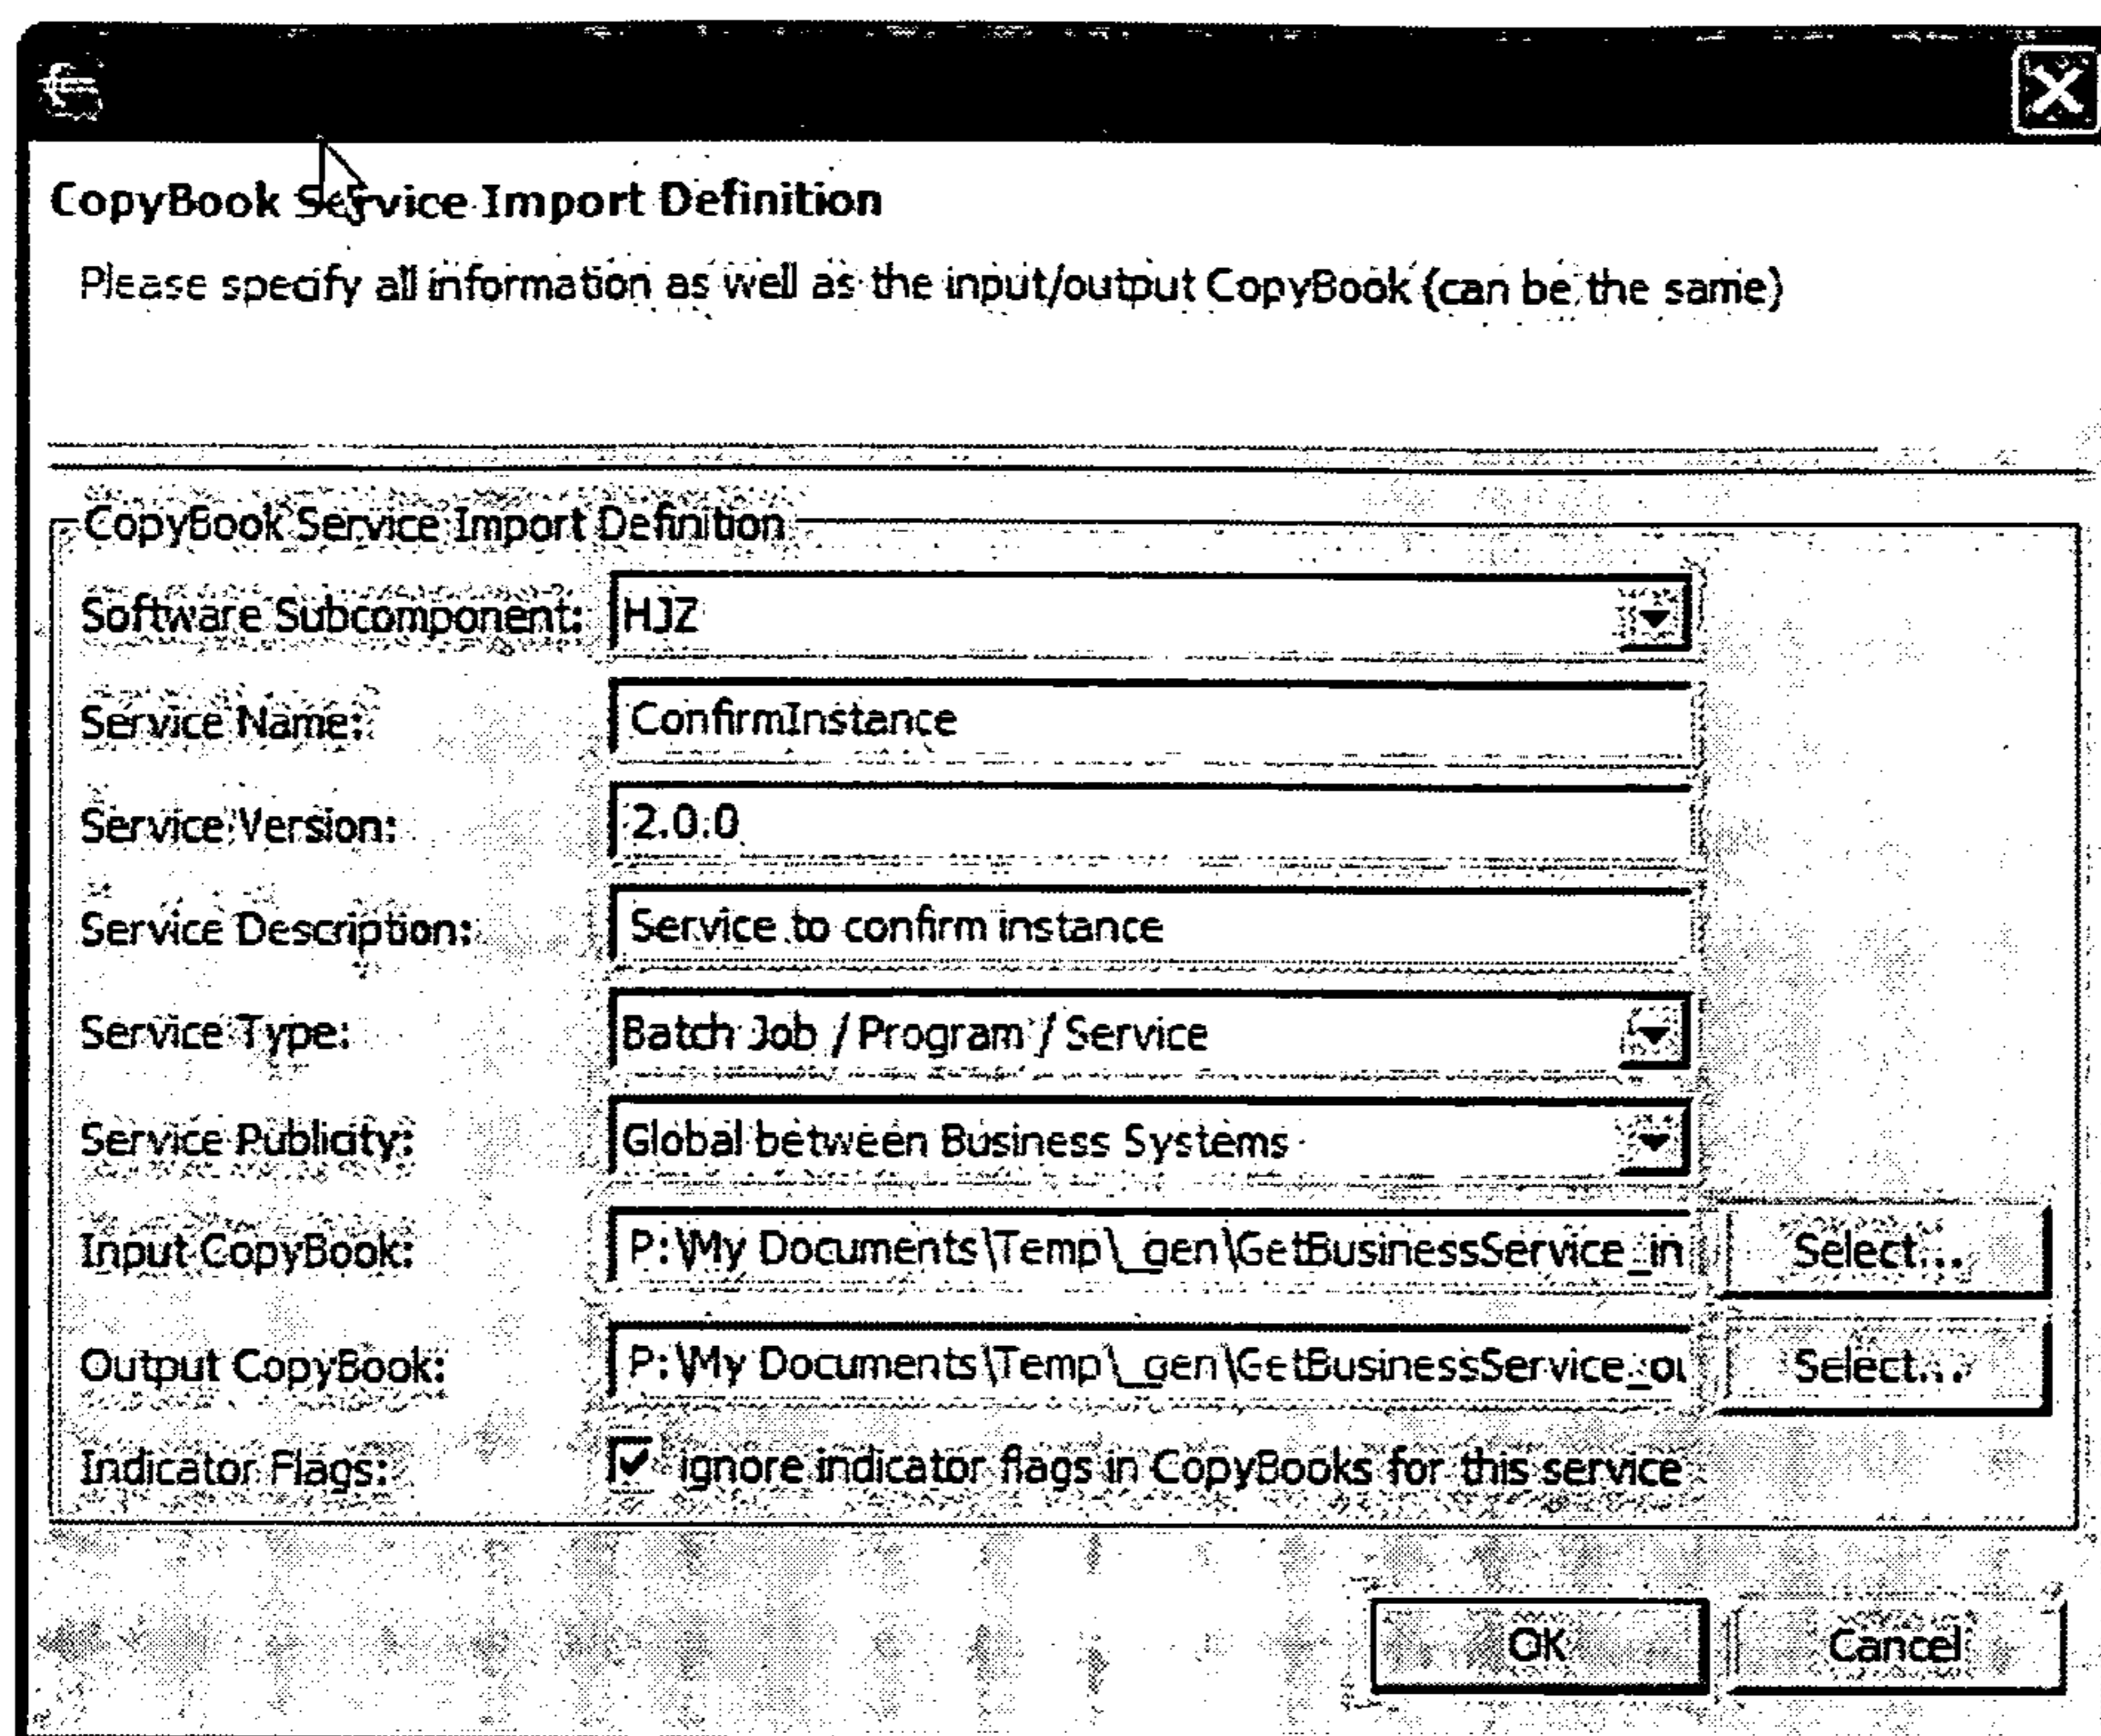 CopyBook Service Import Definition
Please specify all information as well as the input/output CopyBook (can be the same)
CopyBook Service Import Definition
Software Subcomponent: HJZ
Service Name: ConfirmInstance
Service Version: 2.0.0
Service Description: Service to confirm instance
Service Type: Batch Job / Program / Service
Service Publicity: Global between Business Systems
Input CopyBook: P:\My Documents\Temp\_gen\GetBusinessService_in Select...
Output CopyBook: P:\My Documents\Temp\_gen\GetBusinessService_ou Select...
Indicator Flags: ignore indicator flags in CopyBooks for this service
OK Cancel